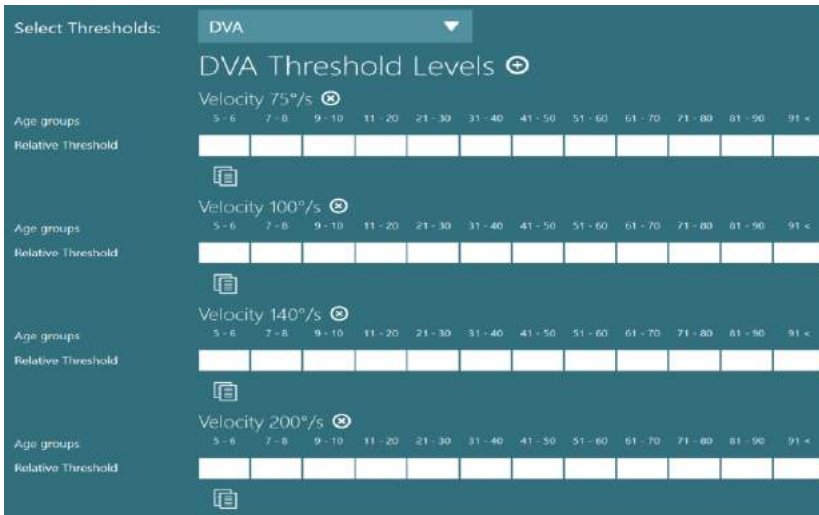 Select Thresholds: DVA
DVA Threshold Levels
Velocity 75°/s
Age groups 5 - 6 7 - 8 9 - 10 11 - 20 21 - 30 31 - 40 41 - 50 51 - 60 61 - 70 71 - 80 81 - 90 91 <
Relative Threshold
Velocity 100°/s
Age groups 5 - 6 7 - 8 9 - 10 11 - 20 21 - 30 31 - 40 41 - 50 51 - 60 61 - 70 71 - 80 81 - 90 91 <
Relative Threshold
Velocity 140°/s
Age groups 5 - 6 7 - 8 9 - 10 11 - 20 21 - 30 31 - 40 41 - 50 51 - 60 61 - 70 71 - 80 81 - 90 91 <
Relative Threshold
Velocity 200°/s
Age groups 5 - 6 7 - 8 9 - 10 11 - 20 21 - 30 31 - 40 41 - 50 51 - 60 61 - 70 71 - 80 81 - 90 91 <
Relative Threshold